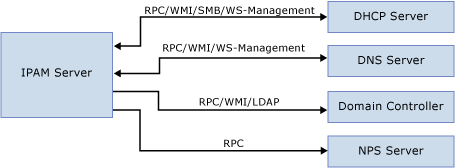 RPC/WMI/SMB/WS-Management
DHCP Server
RPC/WMI/WS-Management
DNS Server
IPAM Server
RPC/WMI/LDAP
Domain Controller
RPC
NPS Server